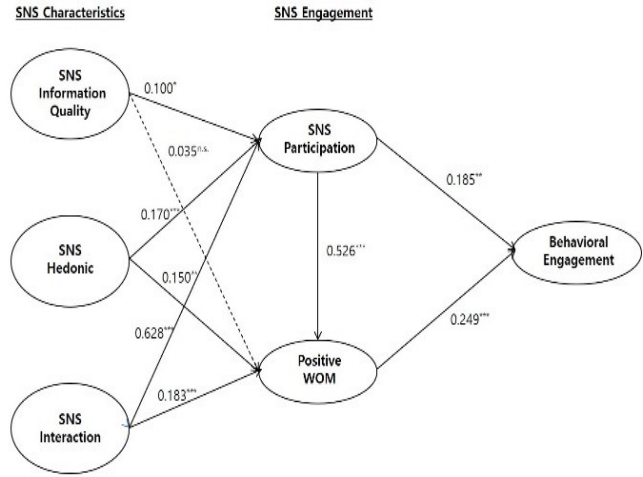 SNS Characteristics
SNS Engagement
SNS
Information
Quality
0.100*
SNS
Participation
0.035n.s.
0.185**
0.170***
SNS
Hedonic
0.526***
Behavioral
Engagement
0.150**
0.628***
0.249***
Positive
WOM
0.183***
SNS
Interaction